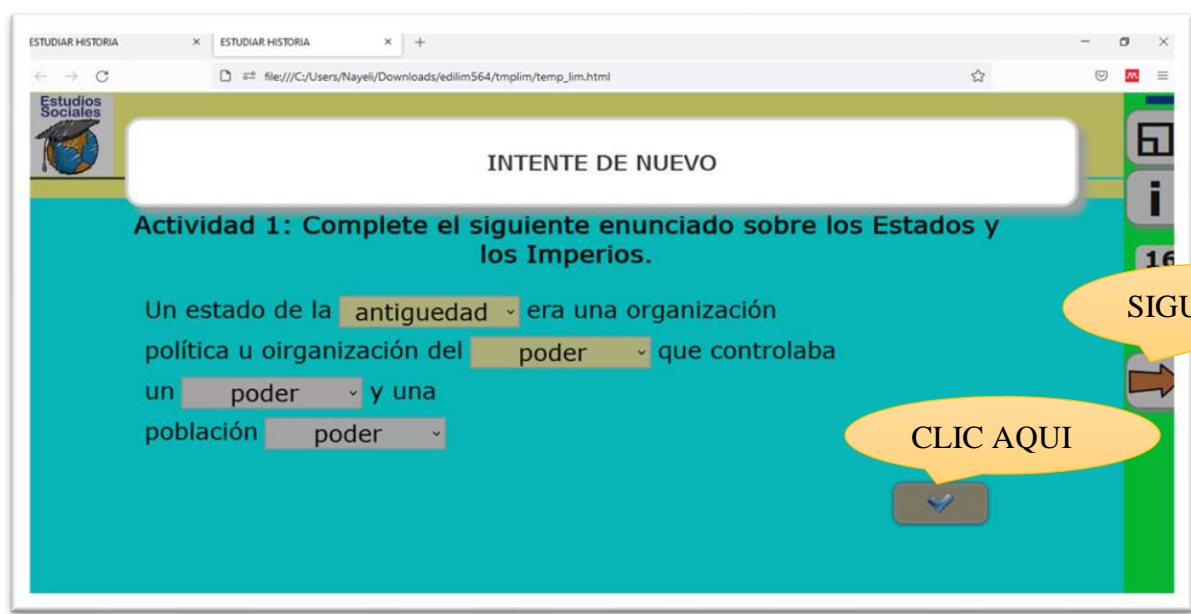 ESTUDIAR HISTORIA × ESTUDIAR HISTORIA × +
file:///C:/Users/Nayeli/Downloads/edilim564/tmplim/temp_lim.html
Estudios
Sociales
INTENTE DE NUEVO
i
Actividad 1: Complete el siguiente enunciado sobre los Estados y
los Imperios.
16
SIGU
Un estado de la antiguedad era una organización
política u oirganización del poder que controlaba
un poder y una
población poder
CLIC AQUI